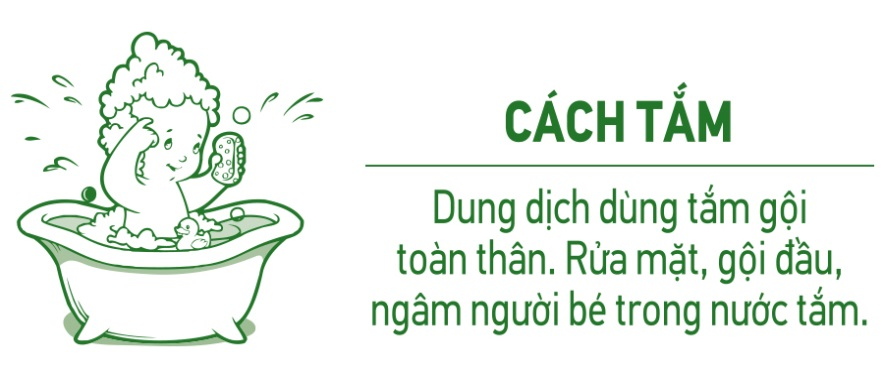 CÁCH TẮM
Dung dịch dùng tắm gội
toàn thân. Rửa mặt, gội đầu,
ngâm người bé trong nước tắm.